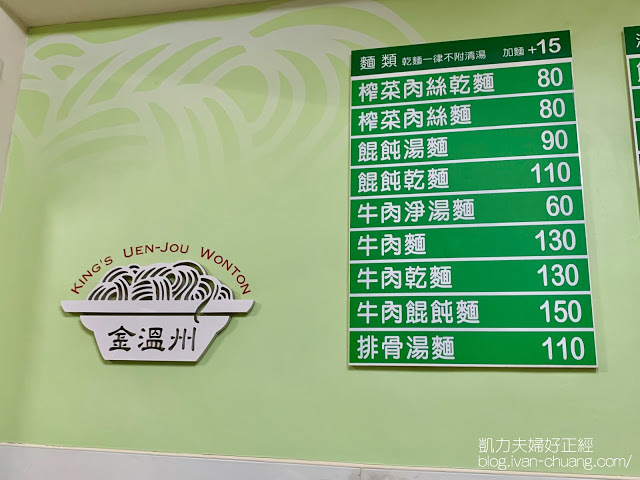 KING'S UEN-JOU WONTON
金溫州
麵類 乾麵一律不附清湯 加麵 +15
榨菜肉絲乾麵 80
榨菜肉絲麵 80
餛飩湯麵 90
餛飩乾麵 110
牛肉淨湯麵 60
牛肉麵 130
牛肉乾麵 130
牛肉餛飩麵 150
排骨湯麵 110
凱力夫婦好正經
blog.ivan-chuang.com/